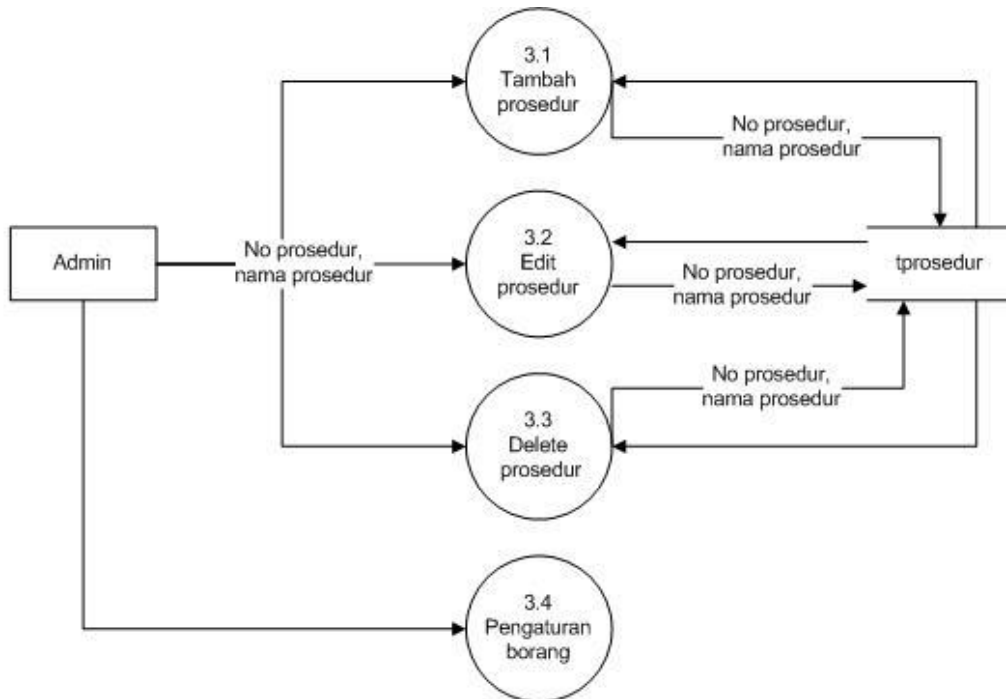 3.1
Tambah
prosedur
No prosedur,
nama prosedur
Admin
No prosedur,
nama prosedur
3.2
Edit
prosedur
No prosedur,
nama prosedur
tprosedur
No prosedur,
nama prosedur
3.3
Delete
prosedur
3.4
Pengaturan
borang